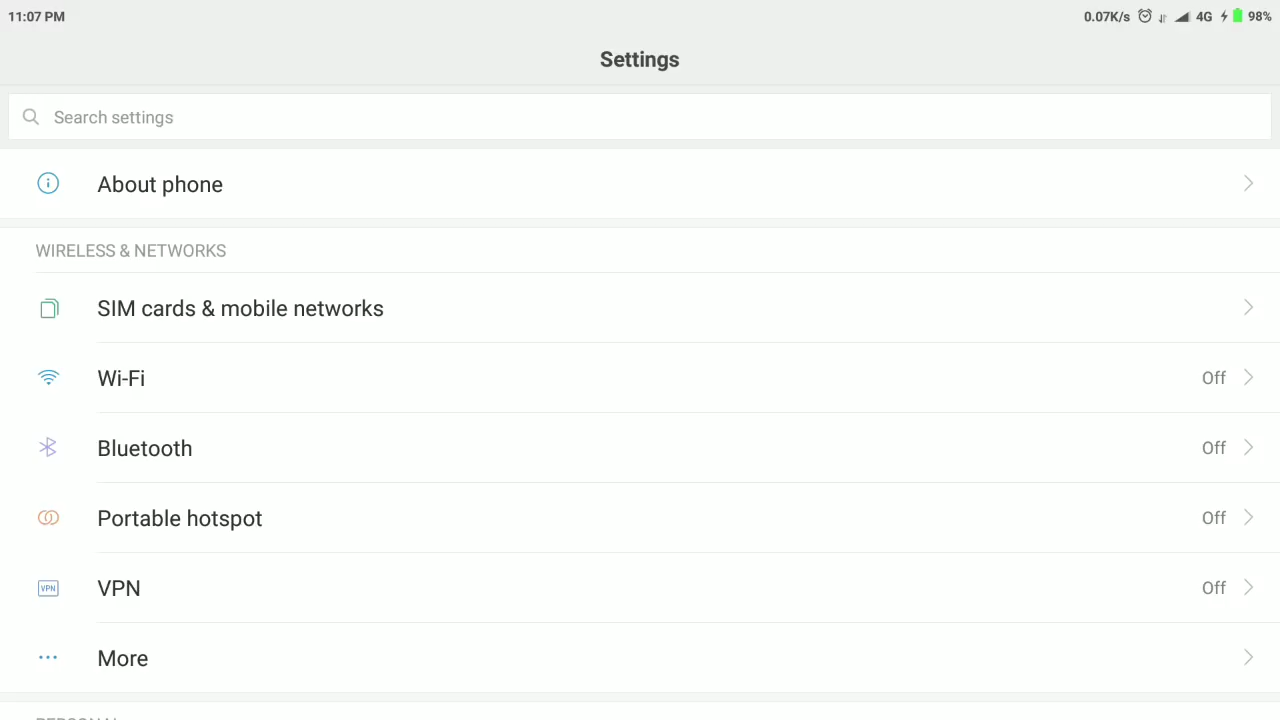 11:07 PM 0.07K/s 4G 98%
Settings
Search settings
About phone
WIRELESS & NETWORKS
SIM cards & mobile networks
Wi-Fi Off
Bluetooth Off
Portable hotspot Off
VPN VPN Off
More
PERSONAL